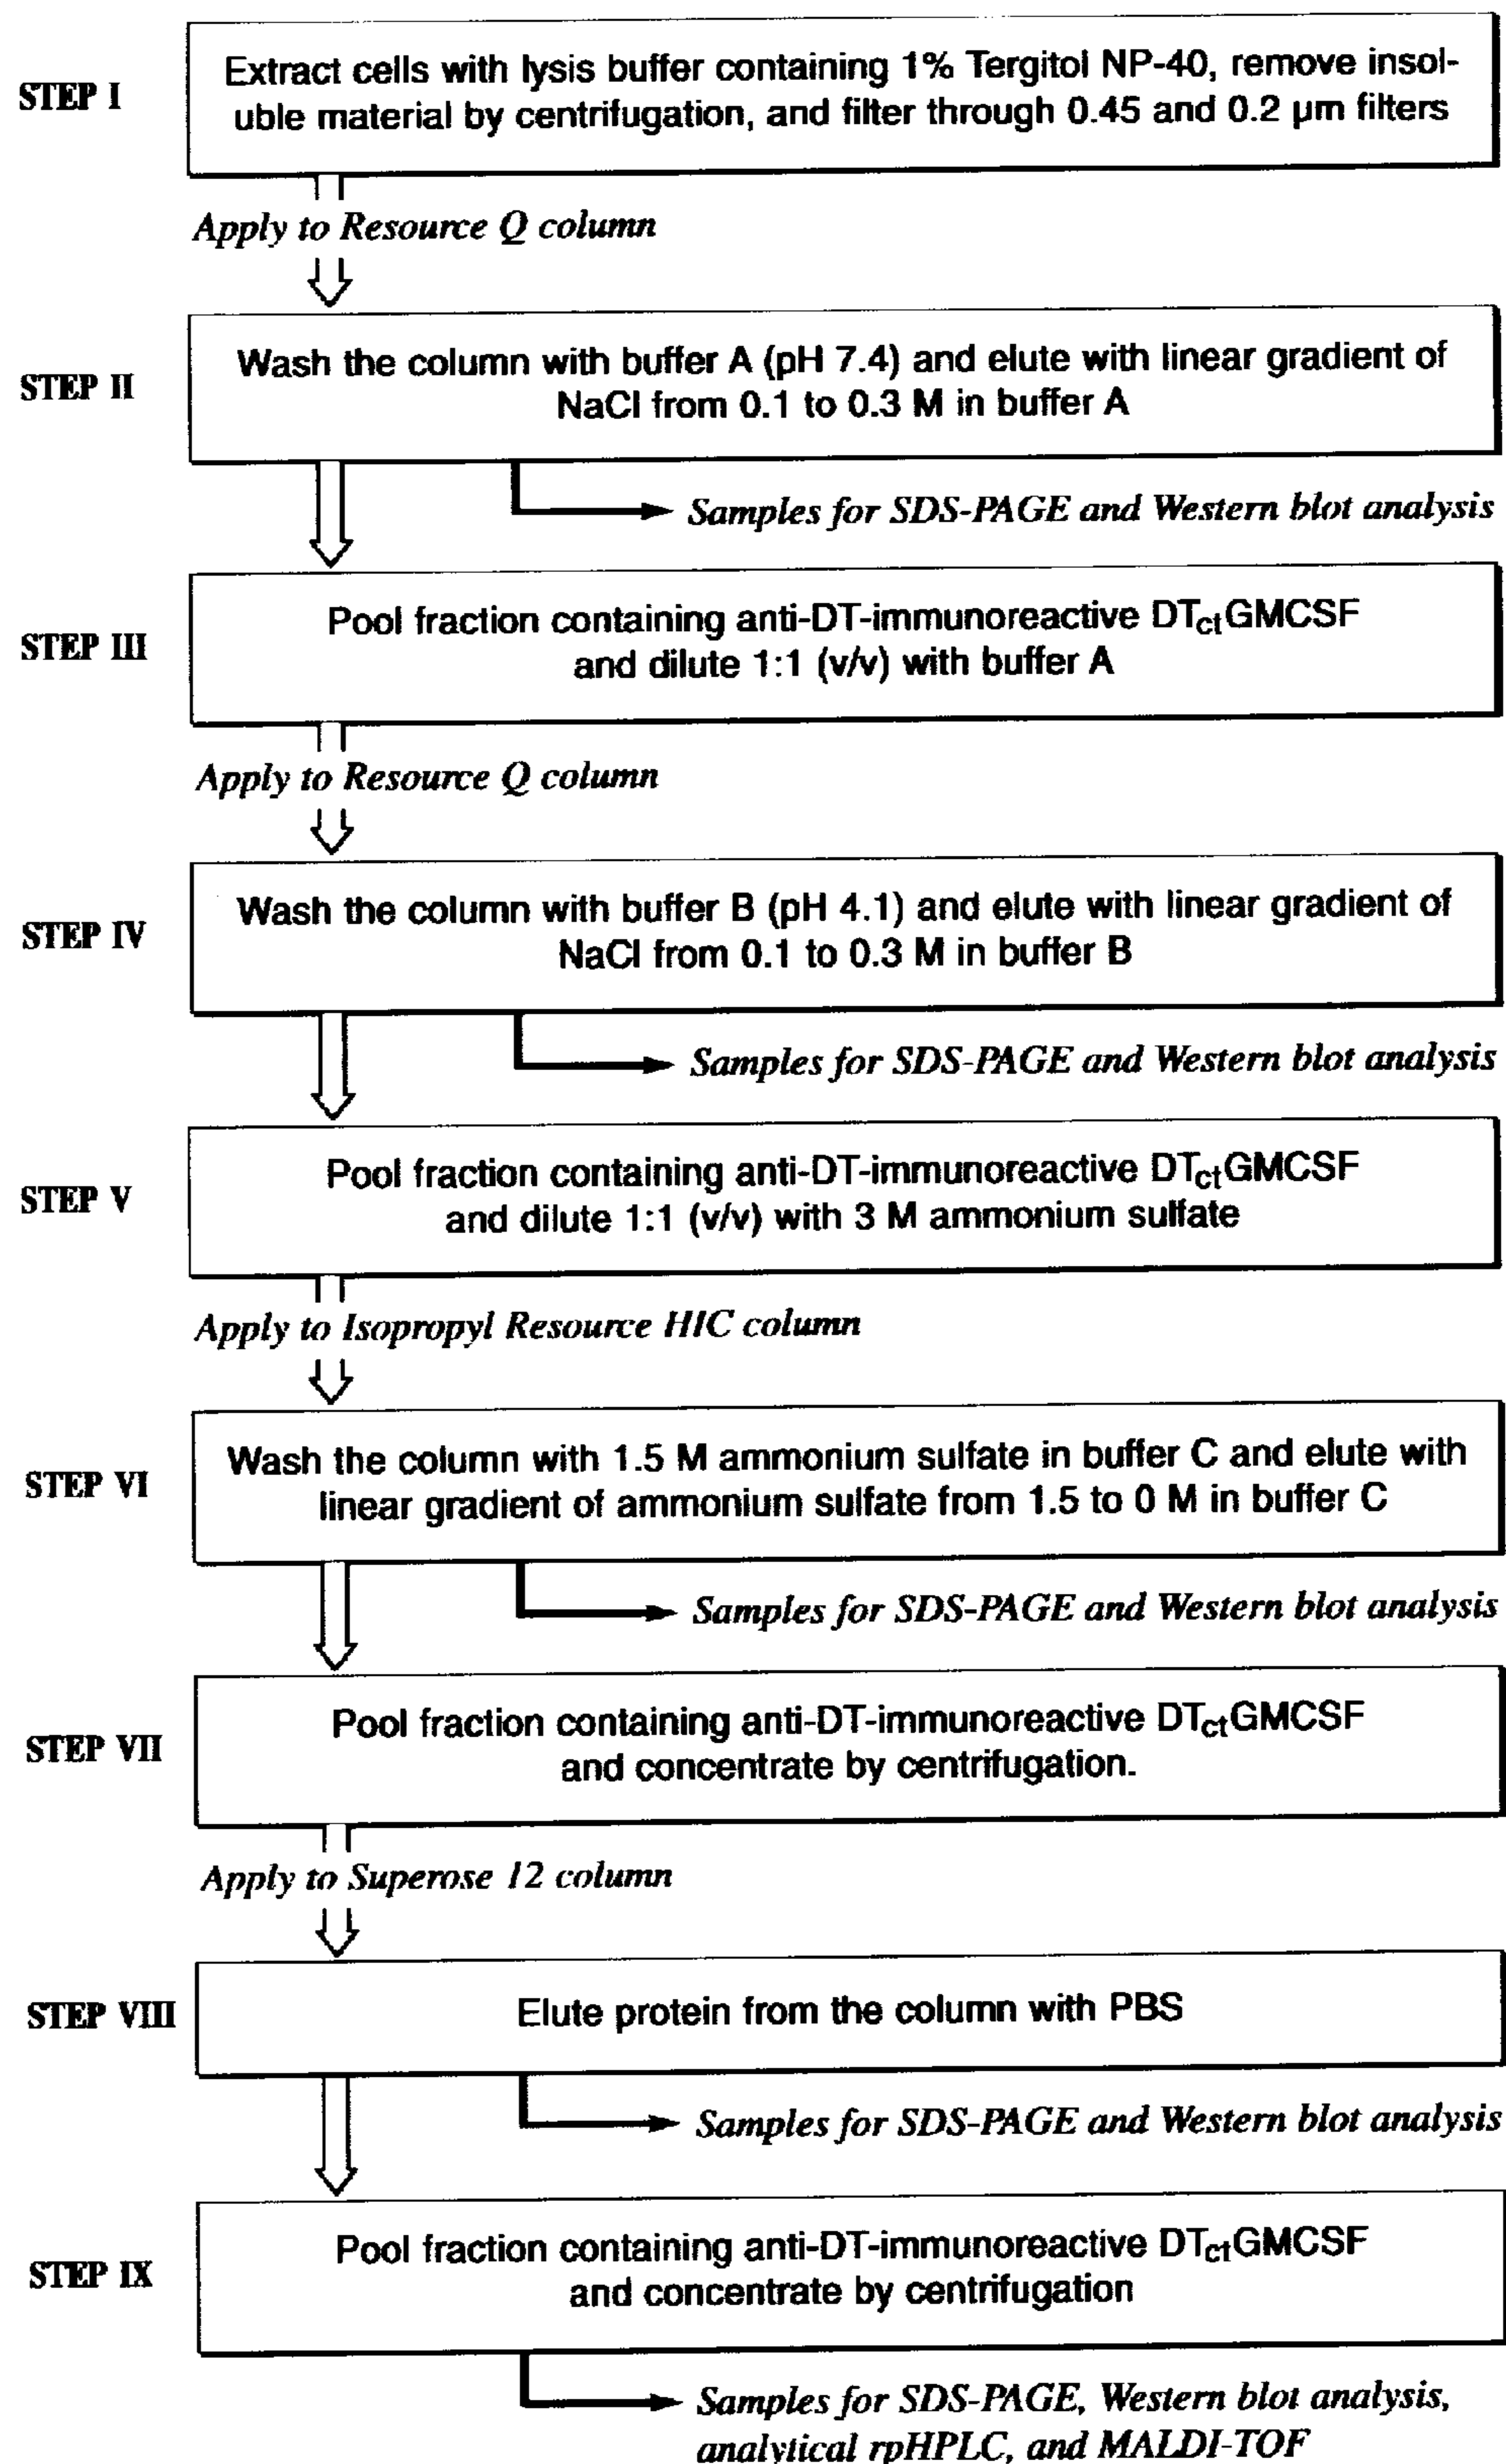 STEP I
Extract cells with lysis buffer containing 1% Tergitol NP-40, remove insol-
uble material by centrifugation, and filter through 0.45 and 0.2 µm filters
Apply to Resource Q column
STEP II
Wash the column with buffer A (pH 7.4) and elute with linear gradient of
NaCl from 0.1 to 0.3 M in buffer A
Samples for SDS-PAGE and Western blot analysis
STEP III
Pool fraction containing anti-DT-immunoreactive DTctGMCSF
and dilute 1:1 (v/v) with buffer A
Apply to Resource Q column
STEP IV
Wash the column with buffer B (pH 4.1) and elute with linear gradient of
NaCl from 0.1 to 0.3 M in buffer B
Samples for SDS-PAGE and Western blot analysis
STEP V
Pool fraction containing anti-DT-immunoreactive DTctGMCSF
and dilute 1:1 (v/v) with 3 M ammonium sulfate
Apply to Isopropyl Resource HIC column
STEP VI
Wash the column with 1.5 M ammonium sulfate in buffer C and elute with
linear gradient of ammonium sulfate from 1.5 to 0 M in buffer C
Samples for SDS-PAGE and Western blot analysis
STEP VII
Pool fraction containing anti-DT-immunoreactive DTctGMCSF
and concentrate by centrifugation.
Apply to Superose 12 column
STEP VIII
Elute protein from the column with PBS
Samples for SDS-PAGE and Western blot analysis
STEP IX
Pool fraction containing anti-DT-immunoreactive DTctGMCSF
and concentrate by centrifugation
Samples for SDS-PAGE, Western blot analysis,
analytical rpHPLC, and MALDI-TOF